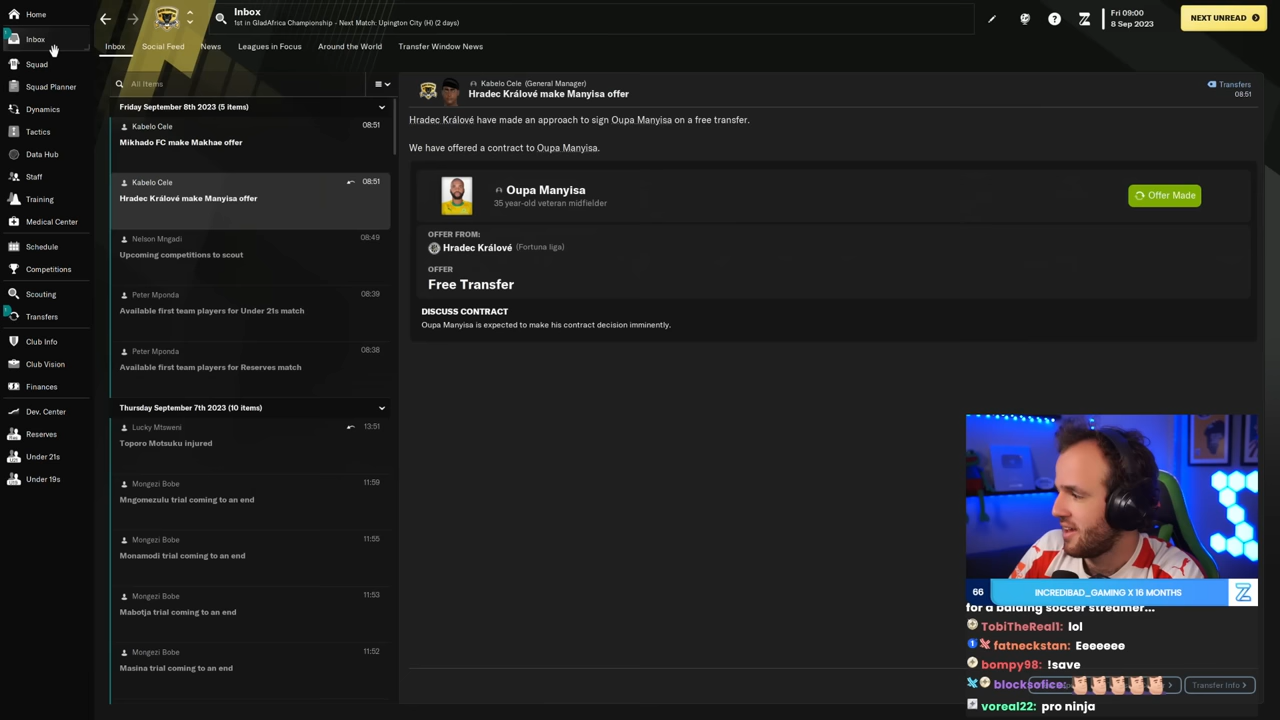 Home
Inbox
Squad
Squad Planner
Dynamics
Tactics
Data Hub
Staff
Training
Medical Center
Schedule
Competitions
Scouting
Transfers
Club Info
Club Vision
Finances
Dev. Center
Reserves
Under 21s
Under 19s
Inbox
1st in GladAfrica Championship - Next Match: Upington City (H) (2 days)
Fri 09:00
8 Sep 2023
NEXT UNREAD
Inbox Social Feed News Leagues in Focus Around the World Transfer Window News
All Items
Friday September 8th 2023 (5 items)
Kabelo Cele 08:51
Mikhado FC make Makhae offer
Kabelo Cele 08:51
Hradec Králové make Manyisa offer
Nelson Mngadi 08:49
Upcoming competitions to scout
Peter Mponda 08:39
Available first team players for Under 21s match
Peter Mponda 08:38
Available first team players for Reserves match
Thursday September 7th 2023 (10 items)
Lucky Mtsweni 13:51
Toporo Motsuku injured
Mongezi Bobe 11:59
Mngomezulu trial coming to an end
Mongezi Bobe 11:55
Monamodi trial coming to an end
Mongezi Bobe 11:53
Mabotja trial coming to an end
Mongezi Bobe 11:52
Masina trial coming to an end
Kabelo Cele (General Manager)
Hradec Králové make Manyisa offer
Transfers
08:51
Hradec Králové have made an approach to sign Oupa Manyisa on a free transfer.
We have offered a contract to Oupa Manyisa.
Oupa Manyisa
35 year-old veteran midfielder
Offer Made
OFFER FROM:
Hradec Králové (Fortuna liga)
OFFER
Free Transfer
DISCUSS CONTRACT
Oupa Manyisa is expected to make his contract decision imminently.
66 INCREDIBAD_GAMING X 16 MONTHS
for a balding soccer streamer...
TobiTheReal1: lol
fatneckstan: Eeeeeee
bompy98: !save
blocksofice:
Transfer Info
voreal22: pro ninja